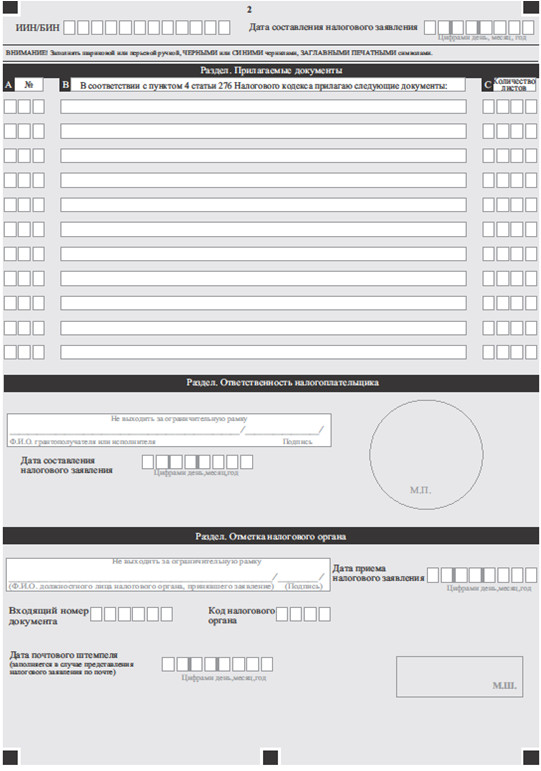 2
ИИН/БИН Дата составления налогового заявления
Цифрами день, месяц, год
ВНИМАНИЕ! Заполнять шариковой или перьевой ручкой, ЧЕРНЫМИ или СИНИМИ чернилами, ЗАГЛАВНЫМИ ПЕЧАТНЫМИ символами.
Раздел. Прилагаемые документы
A № B В соответствии с пунктом 4 статьи 276 Налогового кодекса прилагаю следующие документы: C Количество
листов
Раздел. Ответственность налогоплательщика
Не выходить за ограничительную рамку
/ /
Ф.И.О. грантополучателя или исполнителя Подпись
Дата составления
налогового заявления
Цифрами день,месяц,год
М.П.
Раздел. Отметка налогового органа
Не выходить за ограничительную рамку
/ /
(Ф.И.О. должностного лица налогового органа, принявшего заявление) (Подпись)
Дата приема
налогового заявления
Цифрами день,месяц,год
Входящий номер
документа
Код налогового
органа
Дата почтового штемпеля
(заполняется в случае представления
налогового заявления по почте)
Цифрами день,месяц,год
М.Ш.